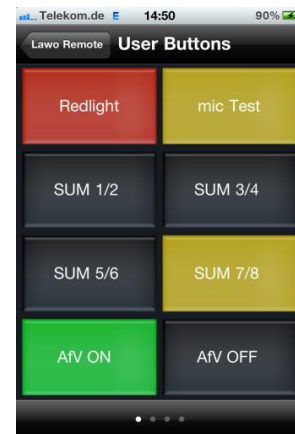 Telekom.de E 14:50 90%
Lawo Remote User Buttons
Redlight mic Test
SUM 1/2 SUM 3/4
SUM 5/6 SUM 7/8
AfV ON AfV OFF